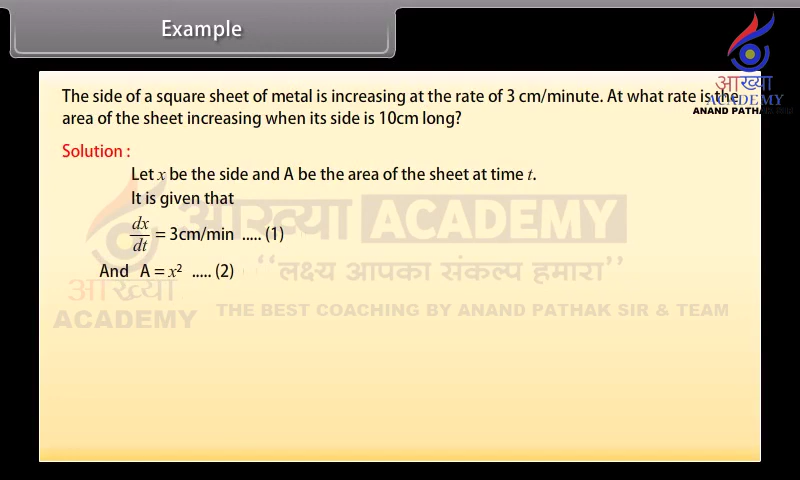 Example
आख्या
ACADEMY
ANAND PATHAK
The side of a square sheet of metal is increasing at the rate of 3 cm/minute. At what rate is the
area of the sheet increasing when its side is 10cm long?
Solution :
Let x be the side and A be the area of the sheet at time t.
It is given that
dx/dt = 3cm/min ..... (1)
And A = x² ..... (2)
आख्या ACADEMY
‘‘लक्ष्य आपका संकल्प हमारा’’
THE BEST COACHING BY ANAND PATHAK SIR & TEAM
आख्या
ACADEMY